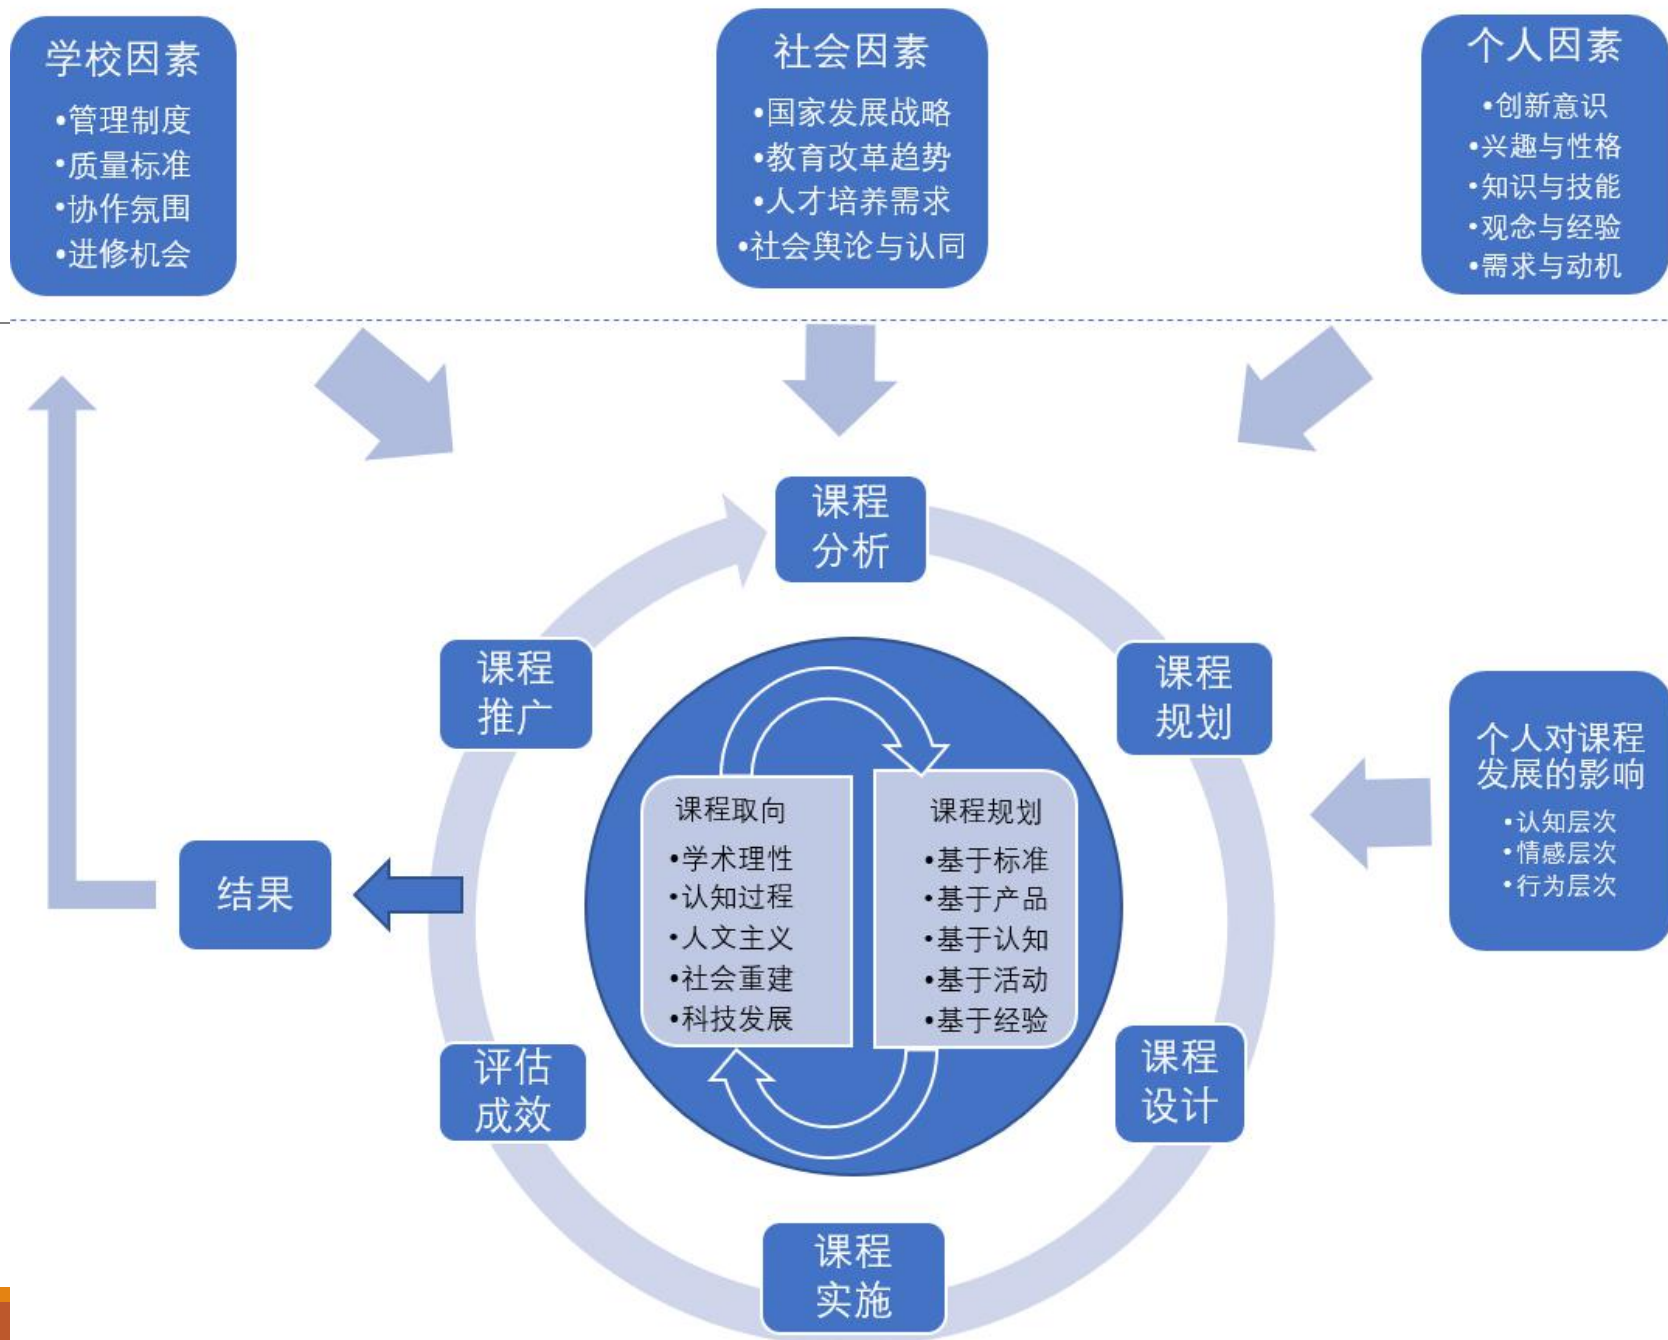 学校因素
•管理制度
•质量标准
•协作氛围
•进修机会
社会因素
•国家发展战略
•教育改革趋势
•人才培养需求
•社会舆论与认同
个人因素
•创新意识
•兴趣与性格
•知识与技能
•观念与经验
•需求与动机
课程
分析
课程
规划
课程
设计
课程
实施
评估
成效
课程
推广
课程取向
•学术理性
•认知过程
•人文主义
•社会重建
•科技发展
课程规划
•基于标准
•基于产品
•基于认知
•基于活动
•基于经验
结果
个人对课程
发展的影响
•认知层次
•情感层次
•行为层次